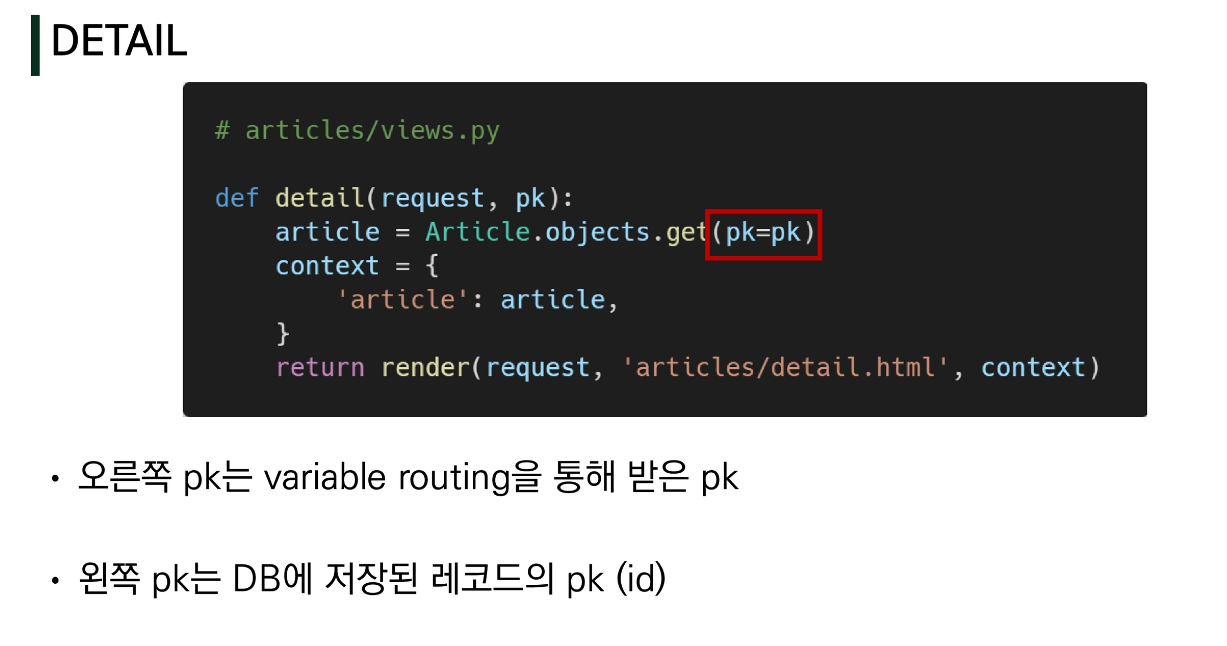 DETAIL
# articles/views.py
def detail(request, pk):
    article = Article.objects.get(pk=pk)
    context = {
        'article': article,
    }
    return render(request, 'articles/detail.html', context)
• 오른쪽 pk는 variable routing을 통해 받은 pk
• 왼쪽 pk는 DB에 저장된 레코드의 pk (id)